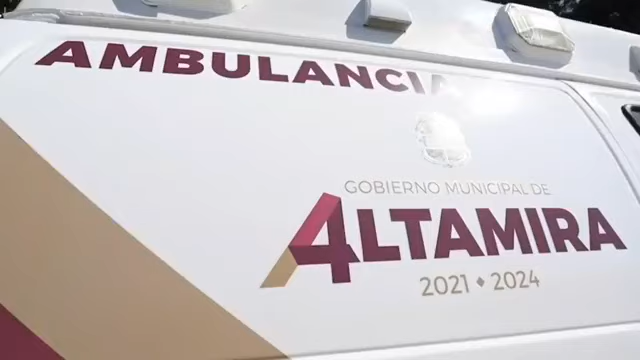 AMBULANCIA
GOBIERNO MUNICIPAL DE
ALTAMIRA
2021 ◆ 2024